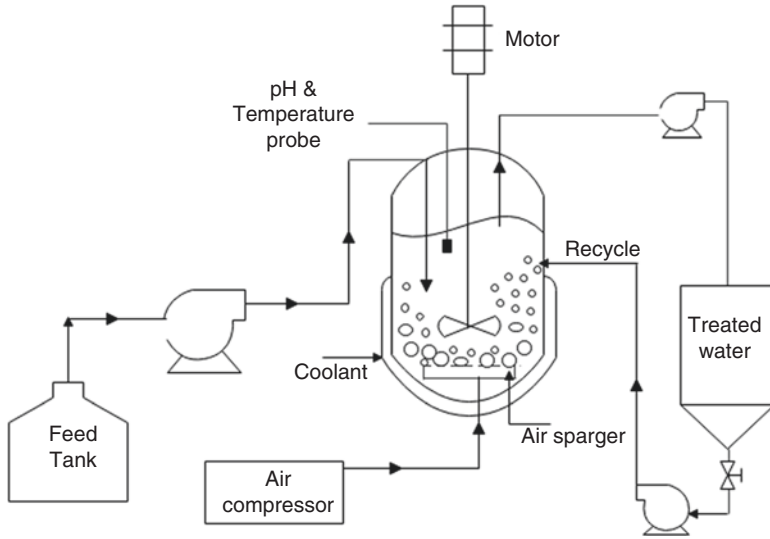 Motor
pH &
Temperature
probe
Recycle
Treated
water
Coolant
Feed
Tank
Air sparger
Air
compressor